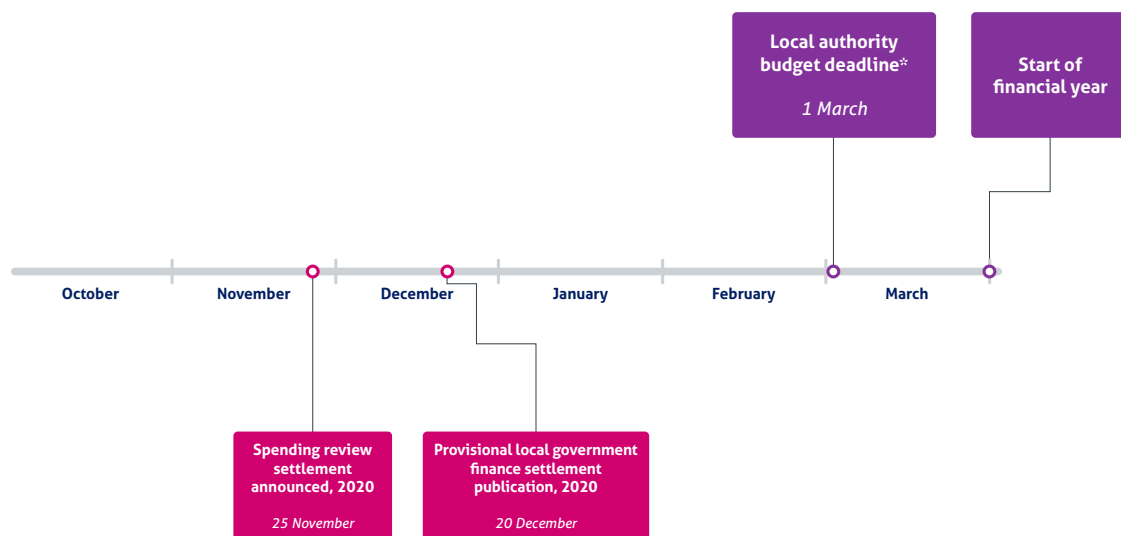 Local authority
budget deadline*
1 March
Start of
financial year
October
November
December
January
February
March
Spending review
settlement
announced, 2020
25 November
Provisional local government
finance settlement
publication, 2020
20 December